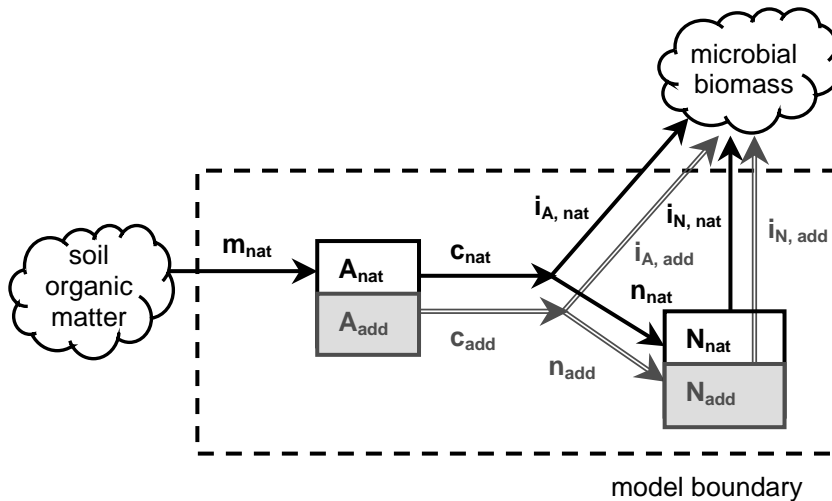 microbial
biomass
i_A, nat
i_N, nat
i_N, add
i_A, add
soil
organic
matter
m_nat
A_nat
A_add
c_nat
c_add
n_nat
n_add
N_nat
N_add
model boundary